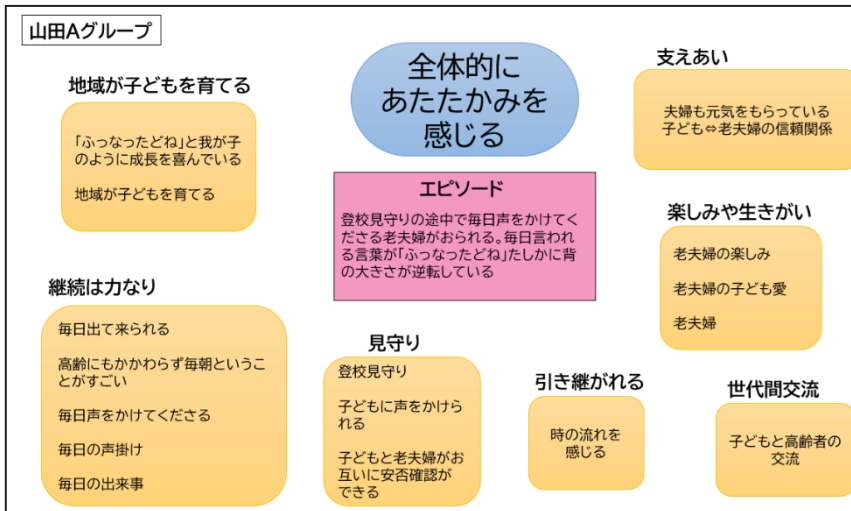 山田Aグループ
全体的に
あたたかみを
感じる
エピソード
登校見守りの途中で毎日声をかけてく
ださる老夫婦がおられる。毎日言われ
る言葉が「ふっなったどね」たしかに背
の大きさが逆転している
地域が子どもを育てる
「ふっなったどね」と我が子
のように成長を喜んでいる
地域が子どもを育てる
支えあい
夫婦も元気をもらっている
子ども⇔老夫婦の信頼関係
楽しみや生きがい
老夫婦の楽しみ
老夫婦の子ども愛
老夫婦
継続は力なり
毎日出て来られる
高齢にもかかわらず毎朝というこ
とがすごい
毎日声をかけてくださる
毎日の声掛け
毎日の出来事
見守り
登校見守り
子どもに声をかけら
れる
子どもと老夫婦がお
互いに安否確認が
できる
引き継がれる
時の流れを
感じる
世代間交流
子どもと高齢者の
交流